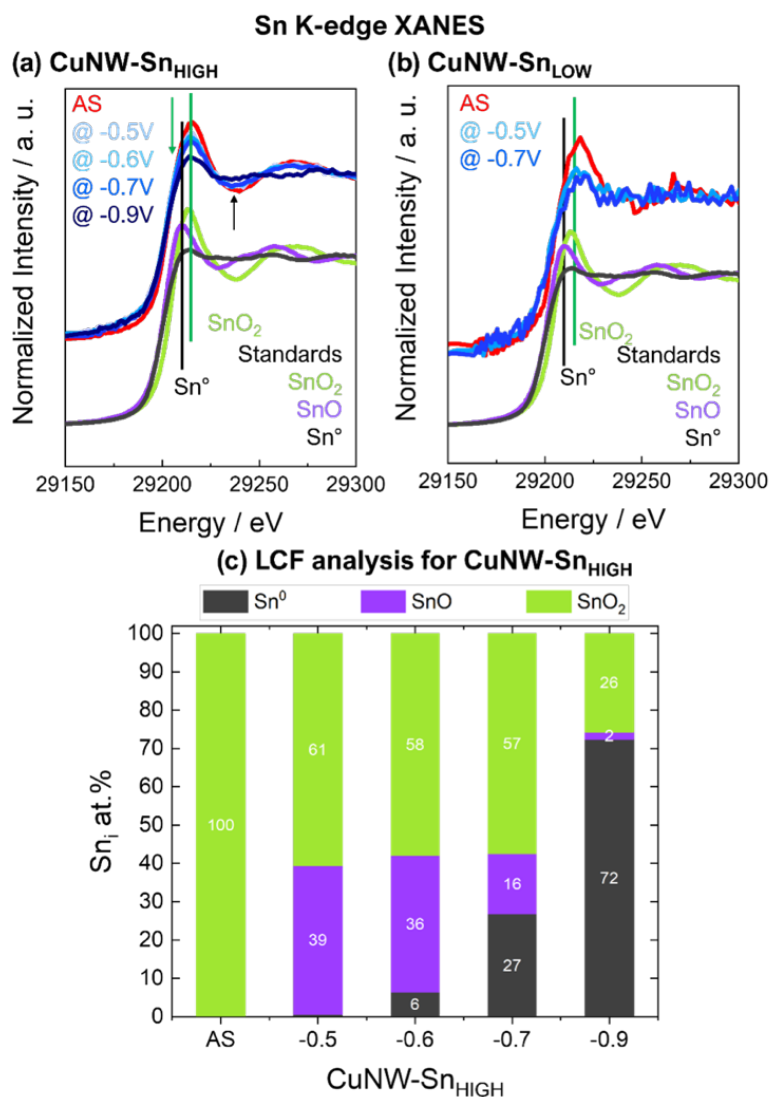 Sn K-edge XANES
(a) CuNW-SnHIGH
AS
@ -0.5V
@ -0.6V
@ -0.7V
@ -0.9V
SnO2
Standards
Sn°
SnO2
SnO
Sn°
Normalized Intensity / a. u.
29150 29200 29250 29300
Energy / eV
(b) CuNW-SnLOW
AS
@ -0.5V
@ -0.7V
SnO2
Standards
Sn°
SnO2
SnO
Sn°
Normalized Intensity / a. u.
29150 29200 29250 29300
Energy / eV
(c) LCF analysis for CuNW-SnHIGH
Sn0 SnO SnO2
Sni at.%
100
90
80
70
60
50
40
30
20
10
0
100
61
39
58
36
6
57
16
27
26
2
72
AS -0.5 -0.6 -0.7 -0.9
CuNW-SnHIGH